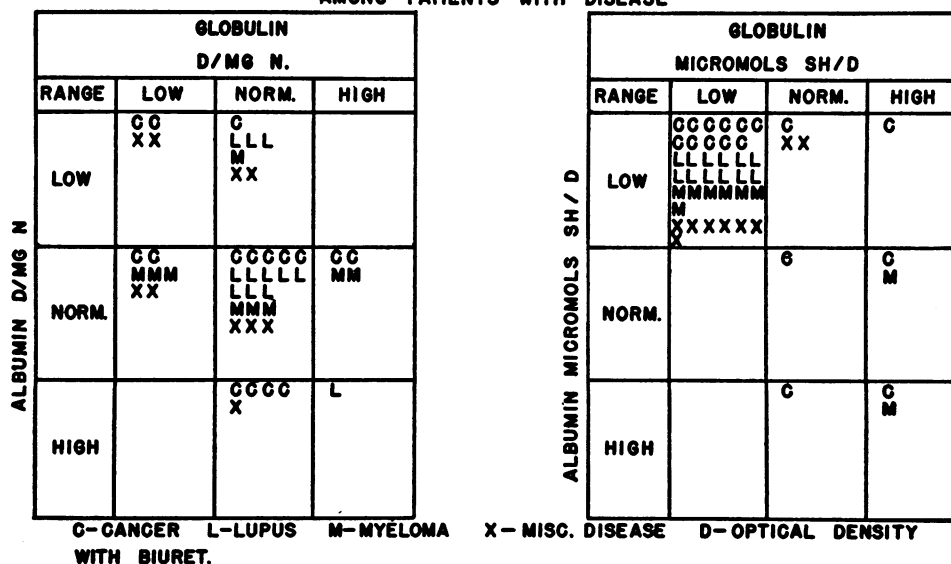 AMONG PATIENTS WITH DISEASE
GLOBULIN
D/MG N.
RANGE LOW NORM. HIGH
ALBUMIN D/MG N
LOW
CC
XX
C
LLL
M
XX
NORM.
CC
MMM
XX
CCCCC
LLLLL
LLL
MMM
XXX
CC
MM
HIGH
CCCC
X
L
GLOBULIN
MICROMOLS SH/D
RANGE LOW NORM. HIGH
ALBUMIN MICROMOLS SH/D
LOW
CCCCCC
CCCCC
LLLLLL
LLLLLL
MMMMMM
M
XXXXXX
X
C
XX
C
NORM.
C
C
M
HIGH
C
C
M
C-CANCER L-LUPUS M-MYELOMA X-MISC. DISEASE D-OPTICAL DENSITY
WITH BIURET.